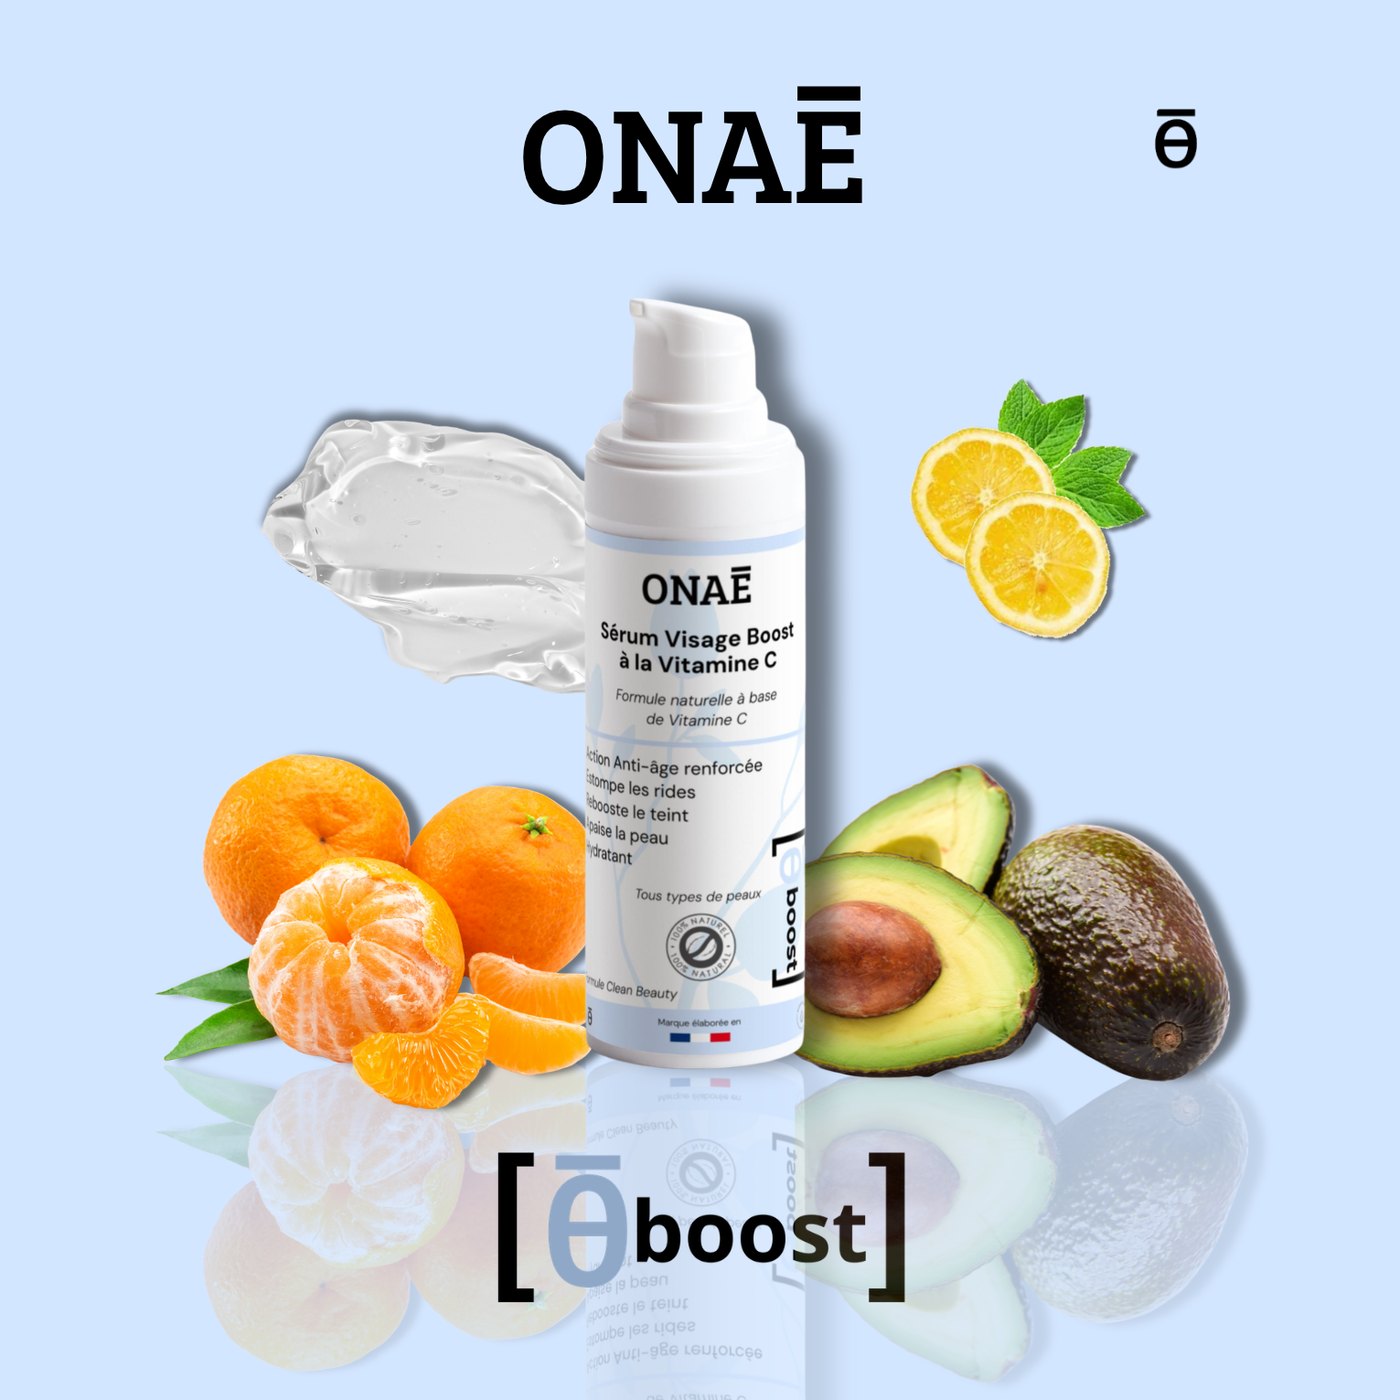 ONAĒ
ō
ONAĒ
Sérum Visage Boost
à la Vitamine C
Formule naturelle à base
de Vitamine C
Action Anti-âge renforcée
Estompe les rides
Rebooste le teint
Apaise la peau
Hydratant
Tous types de peaux
100% NATUREL
100% NATURAL
Formule Clean Beauty
Marque élaborée en
[ɵ̄ boost]
[ɵ̄boost]